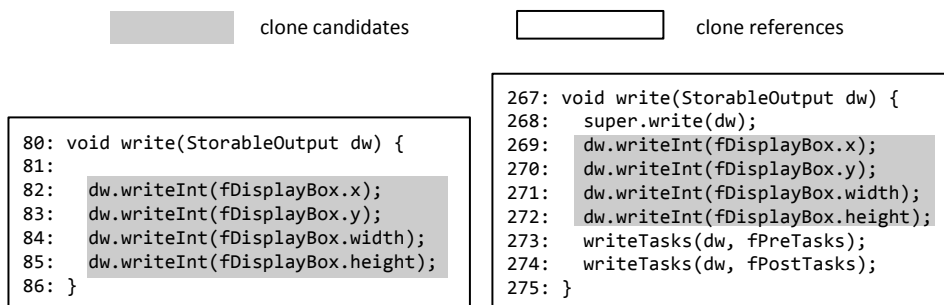 clone candidates
clone references
80: void write(StorableOutput dw) {
81:
82:   dw.writeInt(fDisplayBox.x);
83:   dw.writeInt(fDisplayBox.y);
84:   dw.writeInt(fDisplayBox.width);
85:   dw.writeInt(fDisplayBox.height);
86: }
267: void write(StorableOutput dw) {
268:   super.write(dw);
269:   dw.writeInt(fDisplayBox.x);
270:   dw.writeInt(fDisplayBox.y);
271:   dw.writeInt(fDisplayBox.width);
272:   dw.writeInt(fDisplayBox.height);
273:   writeTasks(dw, fPreTasks);
274:   writeTasks(dw, fPostTasks);
275: }